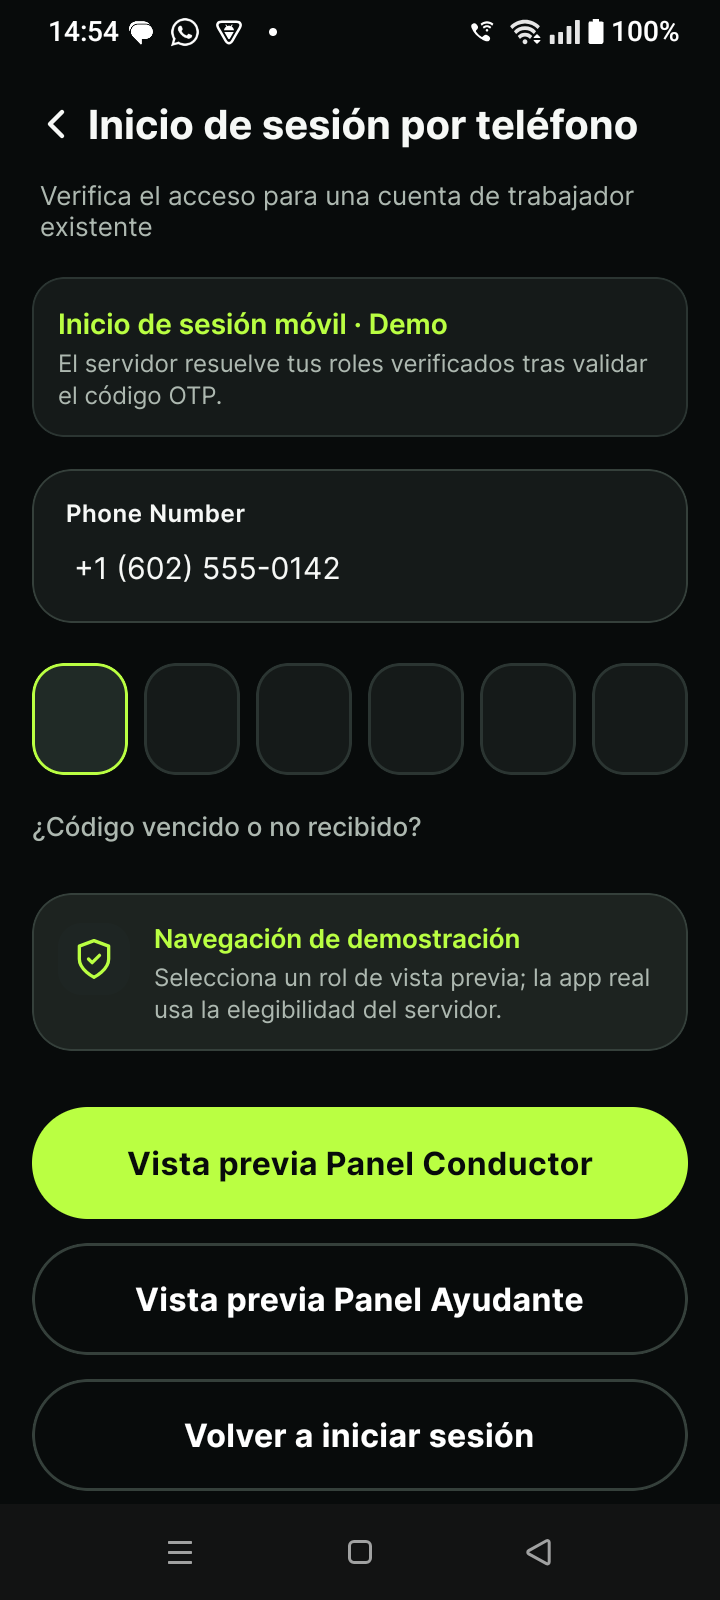 14:54
100%
Inicio de sesión por teléfono
Verifica el acceso para una cuenta de trabajador
existente
Inicio de sesión móvil · Demo
El servidor resuelve tus roles verificados tras validar
el código OTP.
Phone Number
+1 (602) 555-0142
¿Código vencido o no recibido?
Navegación de demostración
Selecciona un rol de vista previa; la app real
usa la elegibilidad del servidor.
Vista previa Panel Conductor
Vista previa Panel Ayudante
Volver a iniciar sesión